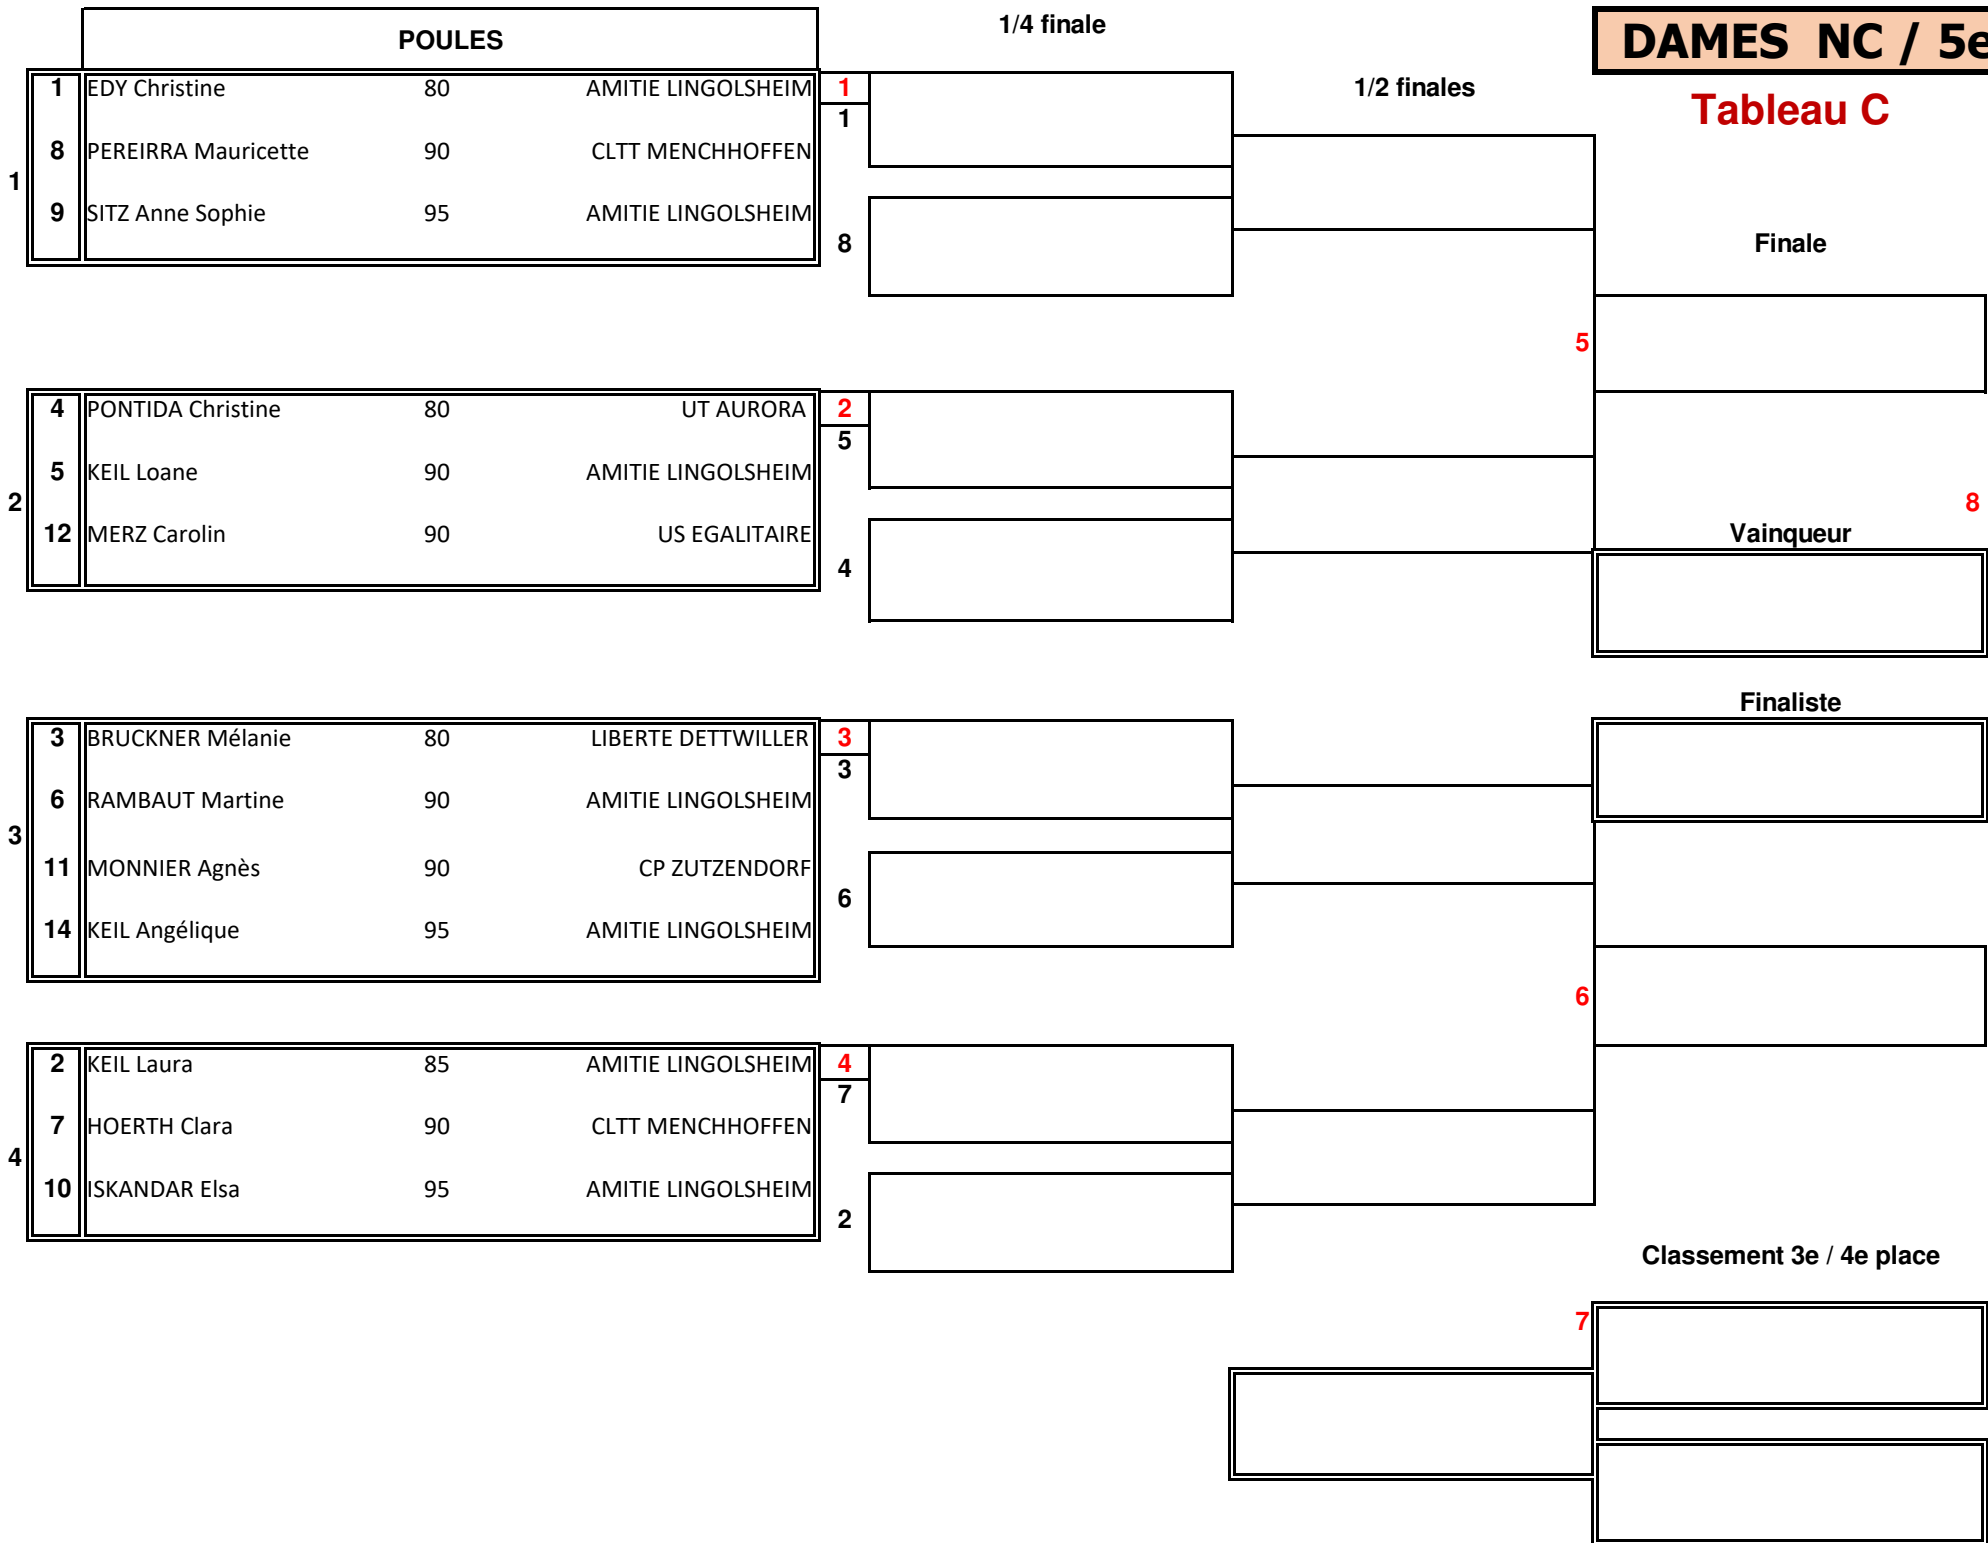 POULES
1/4 finale
DAMES NC / 5e
1 EDY Christine 80 AMITIE LINGOLSHEIM 1
1/2 finales
Tableau C
1
8 PEREIRRA Mauricette 90 CLTT MENCHHOFFEN
1
9 SITZ Anne Sophie 95 AMITIE LINGOLSHEIM
8
Finale
5
4 PONTIDA Christine 80 UT AURORA 2
5
5 KEIL Loane 90 AMITIE LINGOLSHEIM
2
8
12 MERZ Carolin 90 US EGALITAIRE
Vainqueur
4
Finaliste
3 BRUCKNER Mélanie 80 LIBERTE DETTWILLER 3
3
6 RAMBAUT Martine 90 AMITIE LINGOLSHEIM
3
11 MONNIER Agnès 90 CP ZUTZENDORF
6
14 KEIL Angélique 95 AMITIE LINGOLSHEIM
6
2 KEIL Laura 85 AMITIE LINGOLSHEIM 4
7
7 HOERTH Clara 90 CLTT MENCHHOFFEN
4
10 ISKANDAR Elsa 95 AMITIE LINGOLSHEIM
2
Classement 3e / 4e place
7